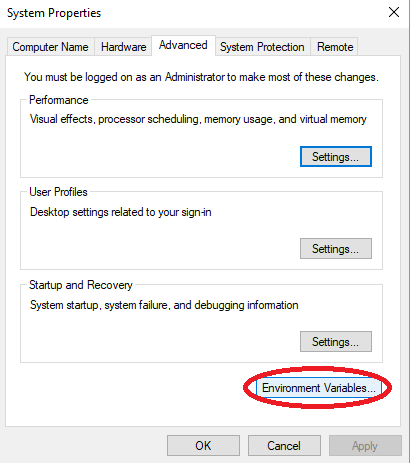 System Properties
Computer Name Hardware Advanced System Protection Remote
You must be logged on as an Administrator to make most of these changes.
Performance
Visual effects, processor scheduling, memory usage, and virtual memory
Settings...
User Profiles
Desktop settings related to your sign-in
Settings...
Startup and Recovery
System startup, system failure, and debugging information
Settings...
Environment Variables...
OK Cancel Apply